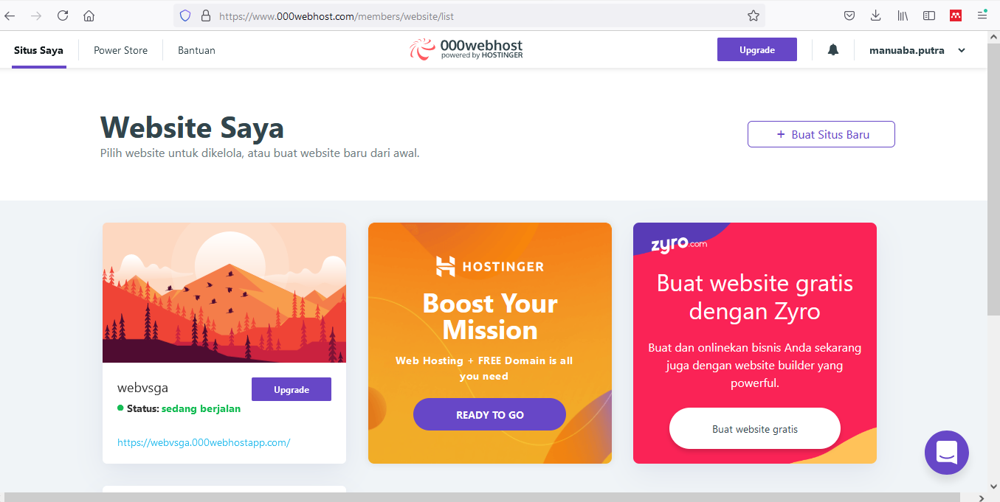 https://www.000webhost.com/members/website/list
Situs Saya
Power Store
Bantuan
000webhost
powered by HOSTINGER
Upgrade
manuaba.putra
Website Saya
Pilih website untuk dikelola, atau buat website baru dari awal.
+ Buat Situs Baru
webvsga
Upgrade
Status: sedang berjalan
https://webvsga.000webhostapp.com/
HOSTINGER
Boost Your
Mission
Web Hosting + FREE Domain is all
you need
READY TO GO
zyro.com
Buat website gratis
dengan Zyro
Buat dan onlinekan bisnis Anda sekarang
juga dengan website builder yang
powerful.
Buat website gratis